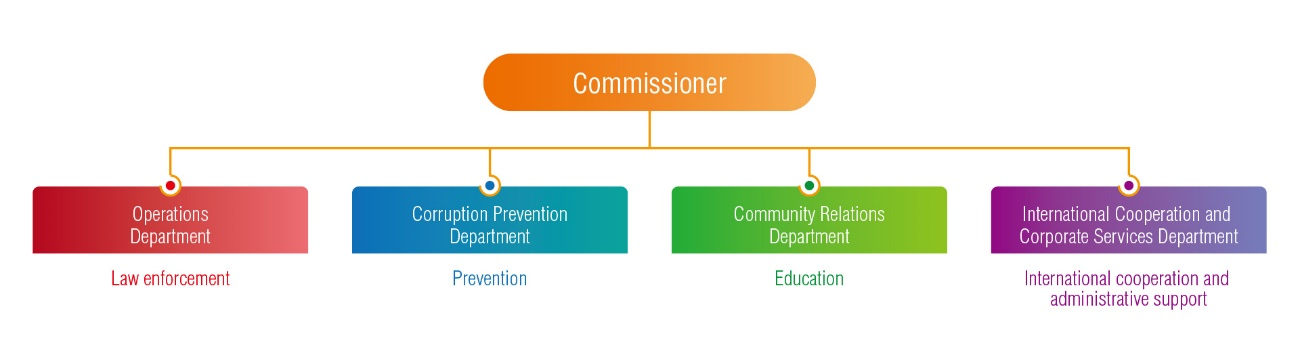 Commissioner
Operations
Department
Law enforcement
Corruption Prevention
Department
Prevention
Community Relations
Department
Education
International Cooperation and
Corporate Services Department
International cooperation and
administrative support